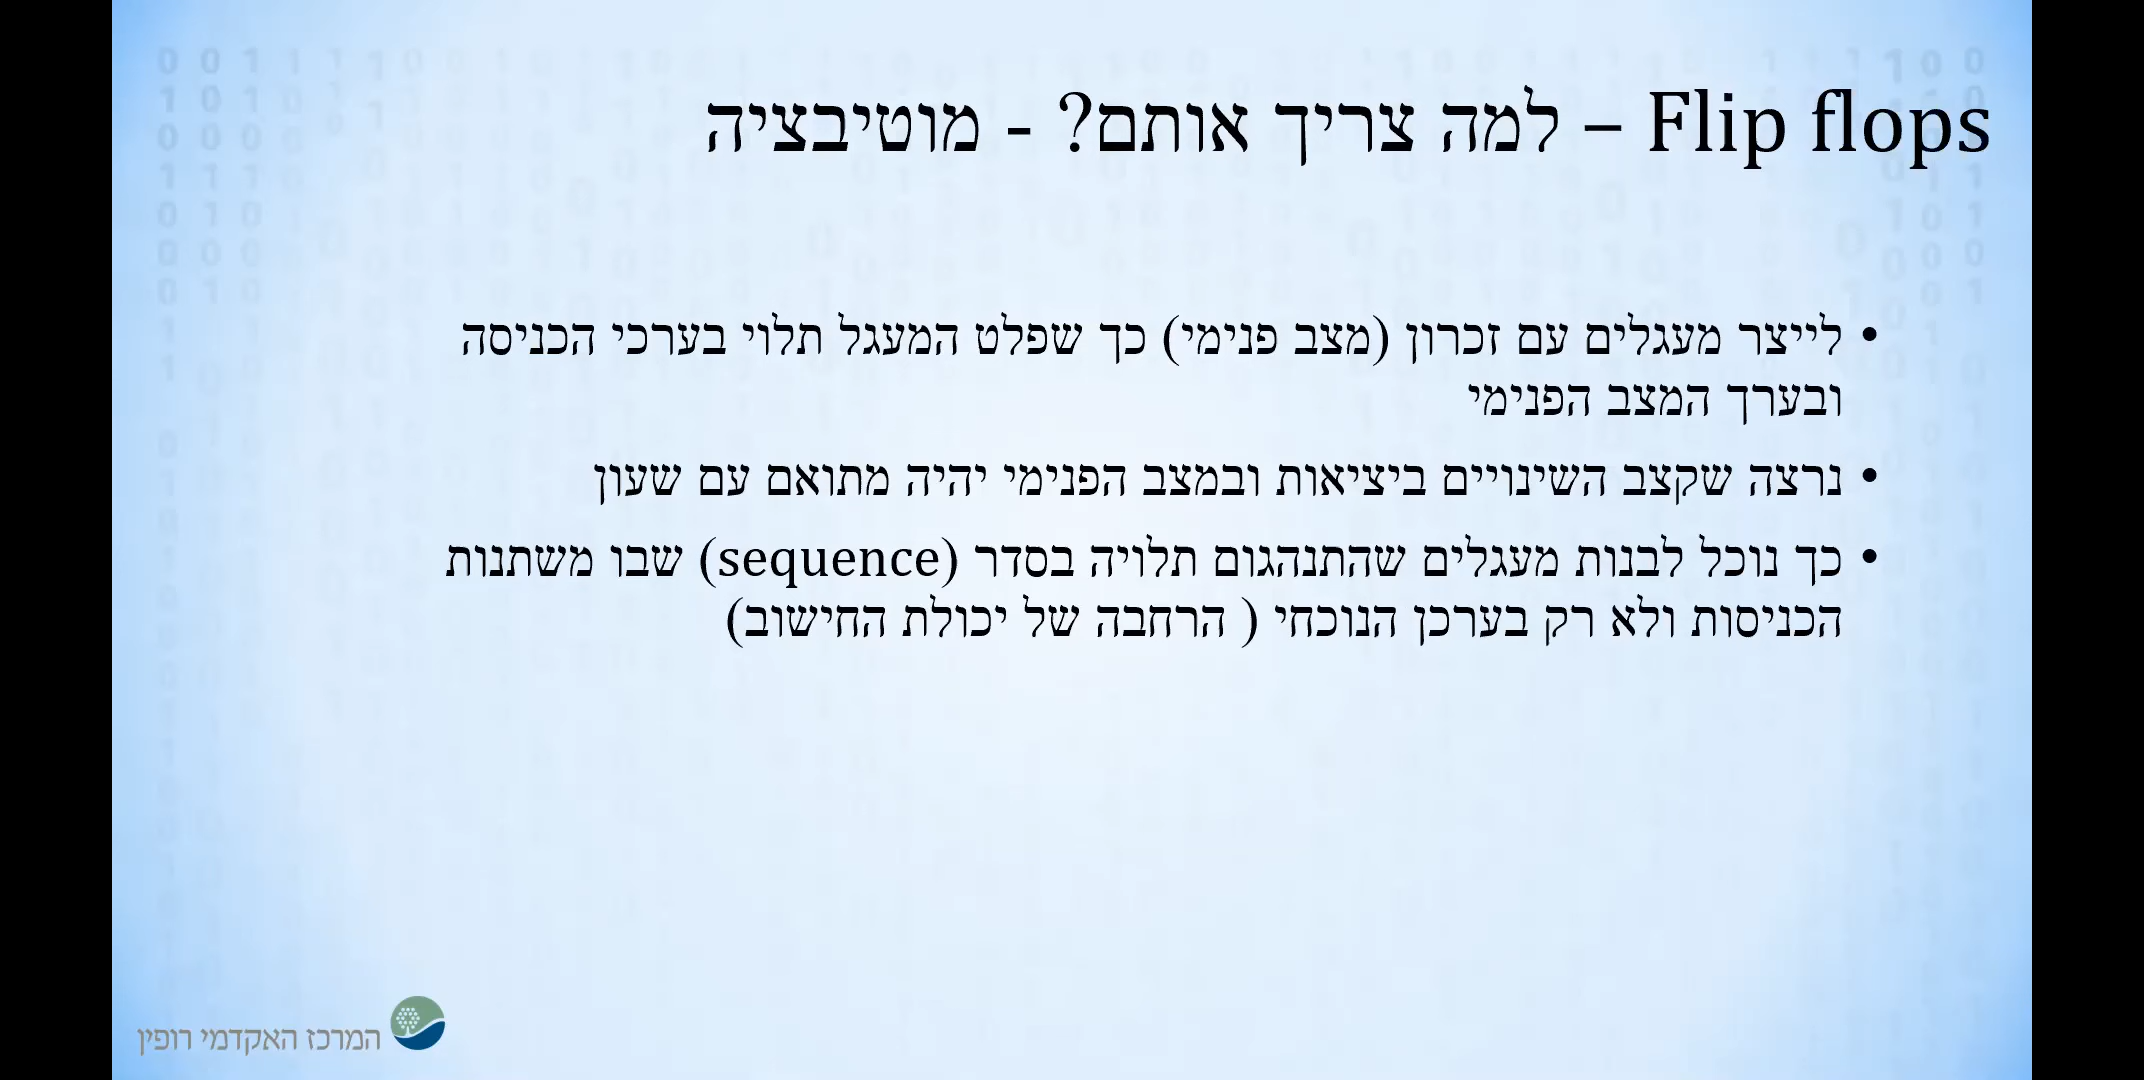 Flip flops – למה צריך אותם? - מוטיבציה
• לייצר מעגלים עם זכרון (מצב פנימי) כך שפלט המעגל תלוי בערכי הכניסה
ובערך המצב הפנימי
• נרצה שקצב השינויים ביציאות ובמצב הפנימי יהיה מתואם עם שעון
• כך נוכל לבנות מעגלים שהתנהגום תלויה בסדר (sequence) שבו משתנות
הכניסות ולא רק בערכן הנוכחי ( הרחבה של יכולת החישוב)
המרכז האקדמי רופין